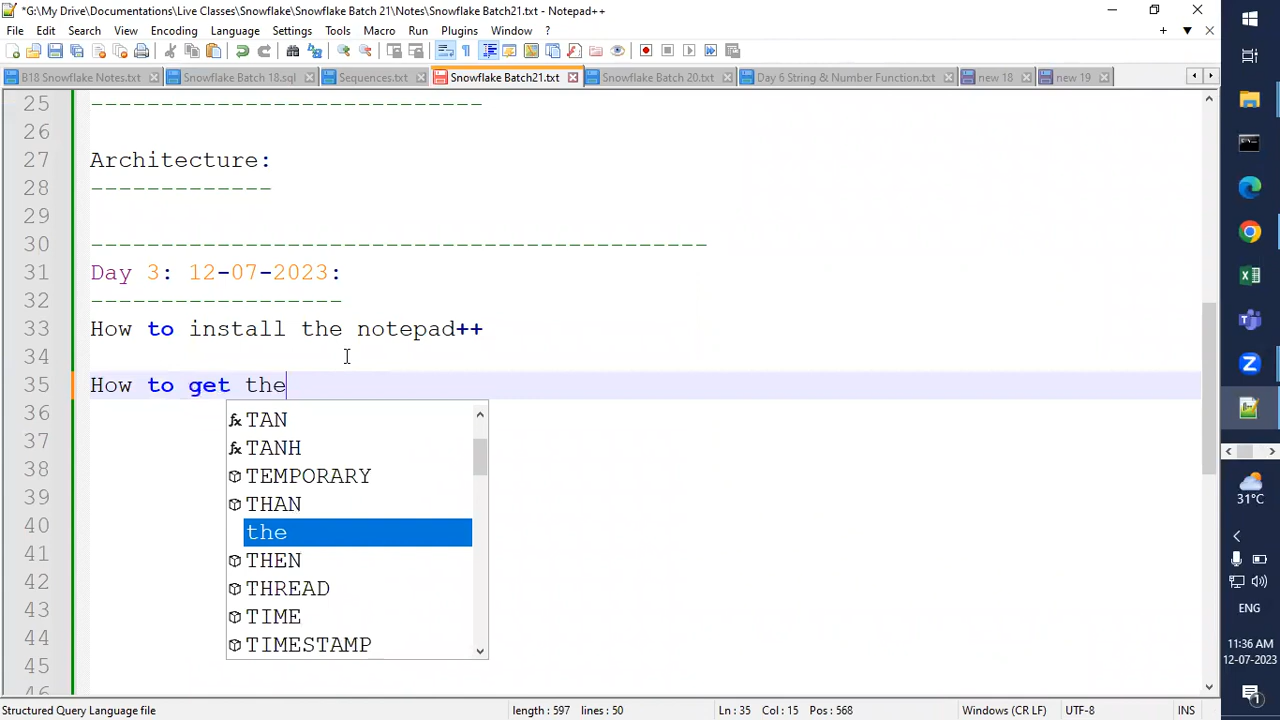 *G:\My Drive\Documentations\Live Classes\Snowflake\Snowflake Batch 21\Notes\Snowflake Batch21.txt - Notepad++
File Edit Search View Encoding Language Settings Tools Macro Run Plugins Window ?
B18 Snowflake Notes.txt Snowflake Batch 18.sql Sequences.txt Snowflake Batch21.txt Snowflake Batch 20.txt Day 6 String & Number Function.txt new 18 new 19
25 ----------------------------
26
27 Architecture:
28 -------------
29
30 --------------------------------------------
31 Day 3: 12-07-2023:
32 ------------------
33 How to install the notepad++
34
35 How to get the
36
TAN
37
TANH
38
TEMPORARY
39
THAN
40
the
41
THEN
42
THREAD
43
TIME
44
TIMESTAMP
45
46
Structured Query Language file length : 397 lines : 50 Ln : 35 Col : 15 Pos : 568 Windows (CR LF) UTF-8 INS
31°C
ENG
11:36 AM
12-07-2023
1